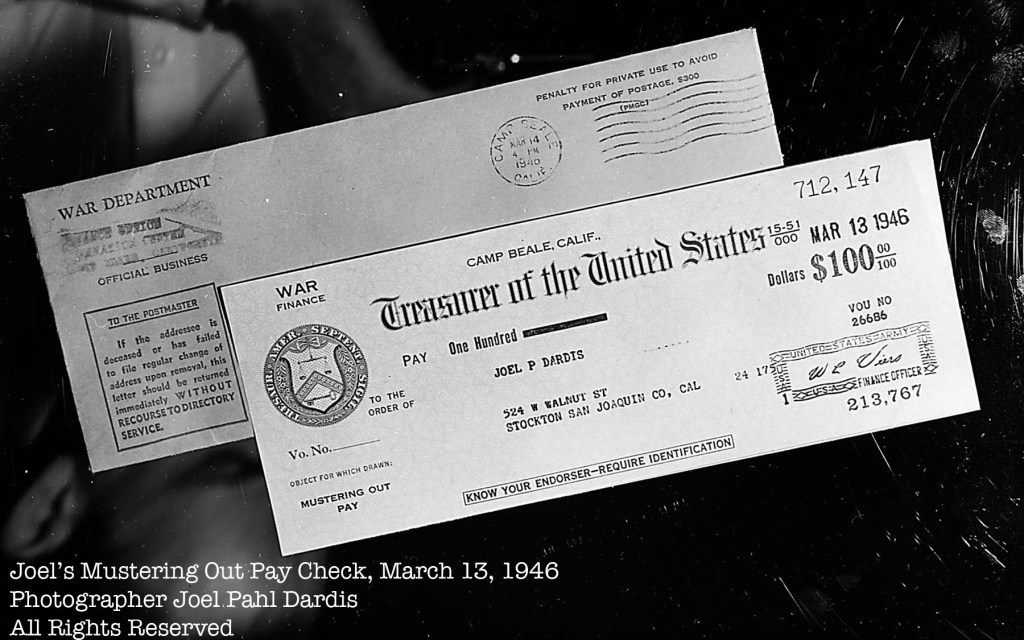 PENALTY FOR PRIVATE USE TO AVOID
PAYMENT OF POSTAGE, $300
(PMGC)
CAMP BEALE
MAR 14
4 PM
1946
CALIF.
WAR DEPARTMENT
OFFICIAL BUSINESS
TO THE POSTMASTER
If the addressee is
deceased or has failed
to file regular change of
address upon removal, this
letter should be returned
immediately WITHOUT
RECOURSE TO DIRECTORY
SERVICE.
712,147
CAMP BEALE, CALIF.,
WAR
FINANCE
Treasurer of the United States
15-51
000
MAR 13 1946
Dollars $100 00
100
PAY One Hundred
VOU NO
26686
JOEL P DARDIS
TO THE
ORDER OF
524 W WALNUT ST
STOCKTON SAN JOAQUIN CO, CAL
24 17
UNITED STATES ARMY
FINANCE OFFICER
213,767
Vo. No.
OBJECT FOR WHICH DRAWN:
MUSTERING OUT
PAY
KNOW YOUR ENDORSER—REQUIRE IDENTIFICATION
Joel's Mustering Out Pay Check, March 13, 1946
Photographer Joel Pahl Dardis
All Rights Reserved